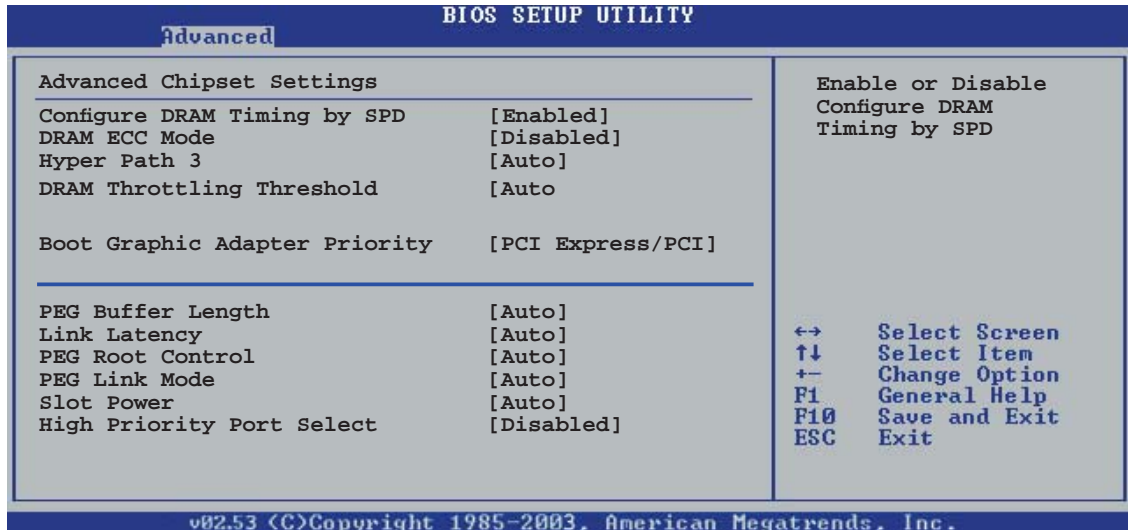 BIOS SETUP UTILITY
Advanced
Advanced Chipset Settings
Configure DRAM Timing by SPD [Enabled]
DRAM ECC Mode [Disabled]
Hyper Path 3 [Auto]
DRAM Throttling Threshold [Auto
Boot Graphic Adapter Priority [PCI Express/PCI]
PEG Buffer Length [Auto]
Link Latency [Auto]
PEG Root Control [Auto]
PEG Link Mode [Auto]
Slot Power [Auto]
High Priority Port Select [Disabled]
Enable or Disable
Configure DRAM
Timing by SPD
←→ Select Screen
↑↓ Select Item
+- Change Option
F1 General Help
F10 Save and Exit
ESC Exit
v02.53 (C)Copyright 1985-2003, American Megatrends, Inc.